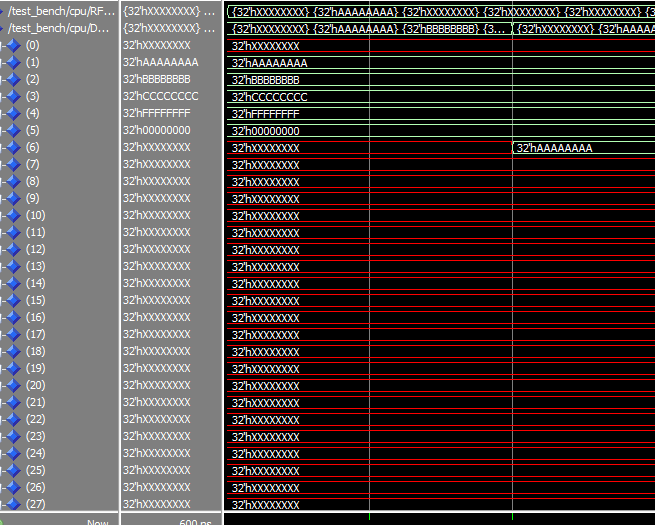 /test_bench/cpu/RF... {32'hXXXXXXXX} ... {32'hXXXXXXXX} {32'hAAAAAAAA} {32'hXXXXXXXX} {32'hXXXXXXXX} {32'hXXXXXXXX} {3
/test_bench/cpu/D... {32'hXXXXXXXX} ... {32'hXXXXXXXX} {32'hAAAAAAAA} {32'hBBBBBBBB} {3... {32'hXXXXXXXX} {32'hAAAAA
(0) 32'hXXXXXXXX 32'hXXXXXXXX
(1) 32'hAAAAAAAA 32'hAAAAAAAA
(2) 32'hBBBBBBBB 32'hBBBBBBBB
(3) 32'hCCCCCCCC 32'hCCCCCCCC
(4) 32'hFFFFFFFF 32'hFFFFFFFF
(5) 32'h00000000 32'h00000000
(6) 32'hXXXXXXXX 32'hXXXXXXXX 32'hAAAAAAAA
(7) 32'hXXXXXXXX 32'hXXXXXXXX
(8) 32'hXXXXXXXX 32'hXXXXXXXX
(9) 32'hXXXXXXXX 32'hXXXXXXXX
(10) 32'hXXXXXXXX 32'hXXXXXXXX
(11) 32'hXXXXXXXX 32'hXXXXXXXX
(12) 32'hXXXXXXXX 32'hXXXXXXXX
(13) 32'hXXXXXXXX 32'hXXXXXXXX
(14) 32'hXXXXXXXX 32'hXXXXXXXX
(15) 32'hXXXXXXXX 32'hXXXXXXXX
(16) 32'hXXXXXXXX 32'hXXXXXXXX
(17) 32'hXXXXXXXX 32'hXXXXXXXX
(18) 32'hXXXXXXXX 32'hXXXXXXXX
(19) 32'hXXXXXXXX 32'hXXXXXXXX
(20) 32'hXXXXXXXX 32'hXXXXXXXX
(21) 32'hXXXXXXXX 32'hXXXXXXXX
(22) 32'hXXXXXXXX 32'hXXXXXXXX
(23) 32'hXXXXXXXX 32'hXXXXXXXX
(24) 32'hXXXXXXXX 32'hXXXXXXXX
(25) 32'hXXXXXXXX 32'hXXXXXXXX
(26) 32'hXXXXXXXX 32'hXXXXXXXX
(27) 32'hXXXXXXXX 32'hXXXXXXXX
Now 600